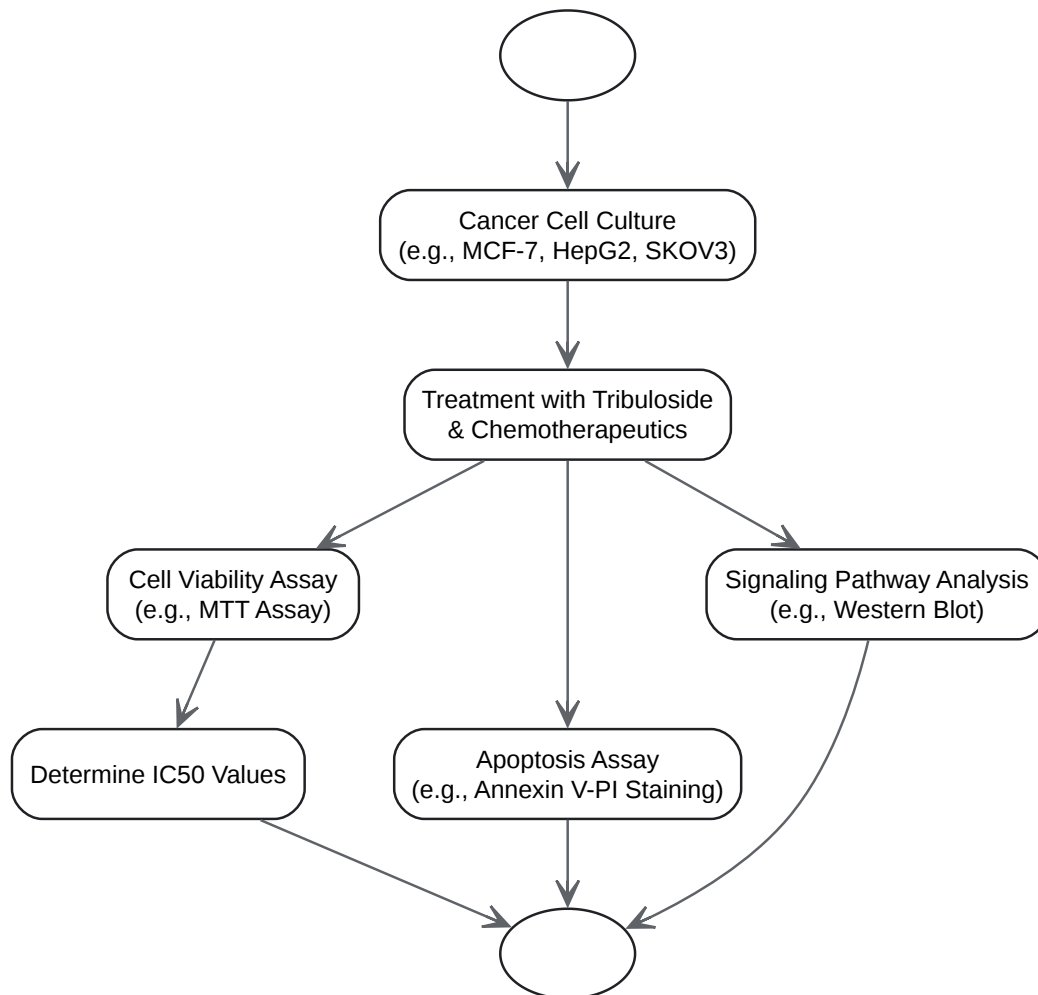 Cancer Cell Culture
(e.g., MCF-7, HepG2, SKOV3)
Treatment with Tribuloside
& Chemotherapeutics
Cell Viability Assay
(e.g., MTT Assay)
Signaling Pathway Analysis
(e.g., Western Blot)
Determine IC50 Values
Apoptosis Assay
(e.g., Annexin V-PI Staining)